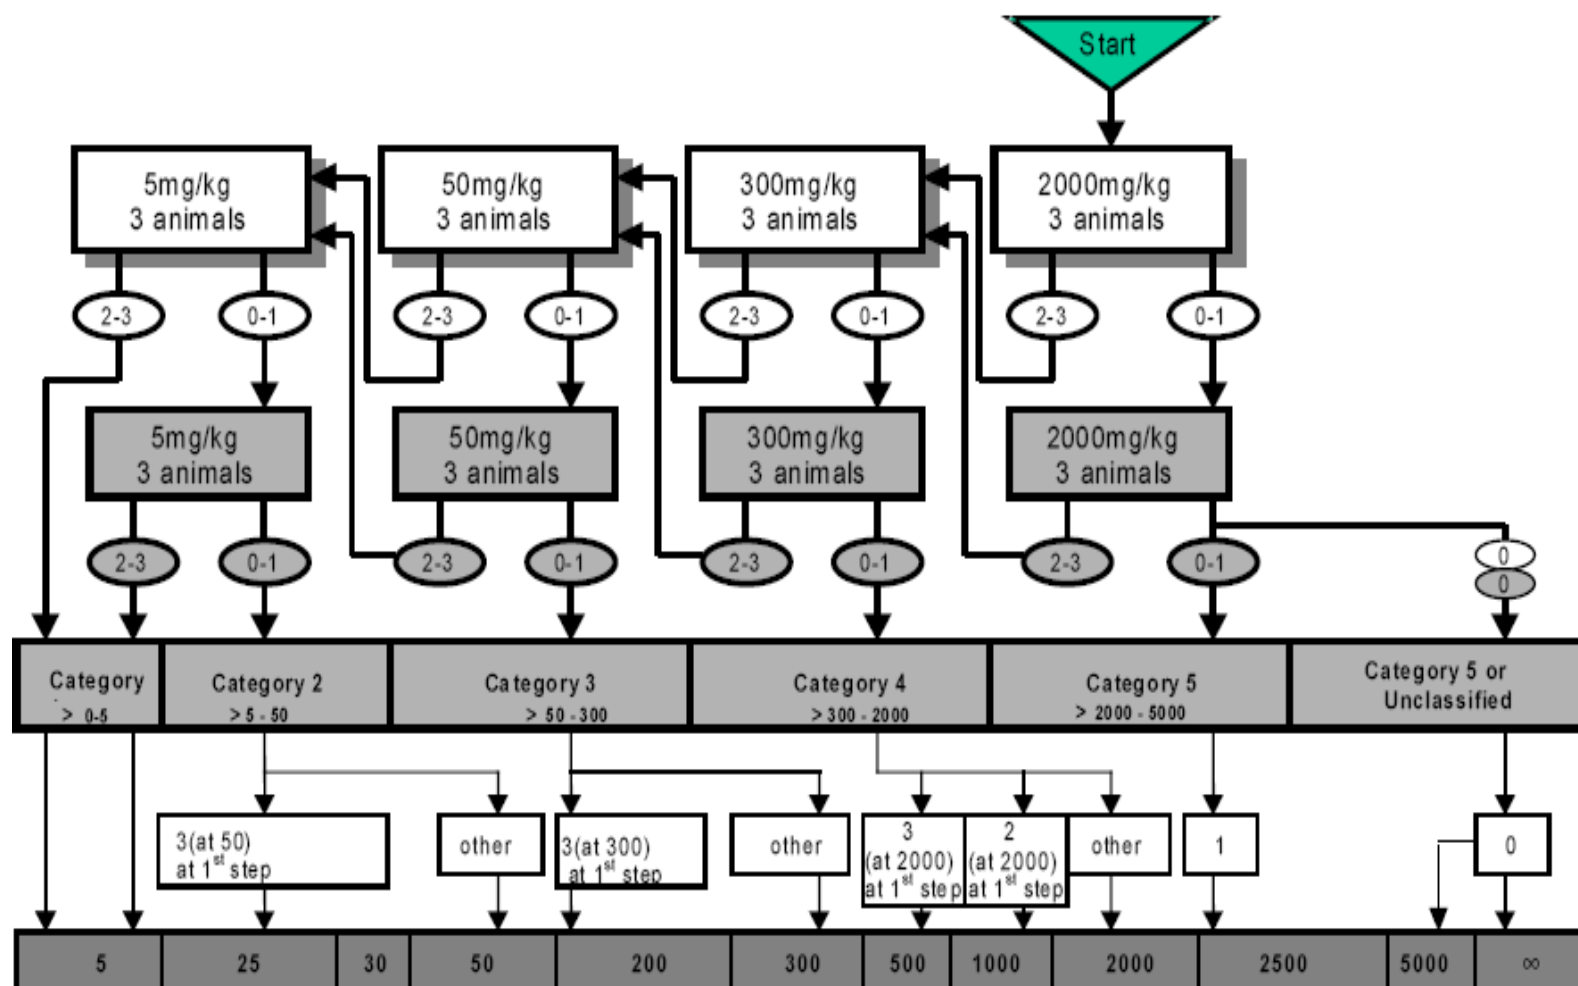 Start
5mg/kg
3 animals
50mg/kg
3 animals
300mg/kg
3 animals
2000mg/kg
3 animals
2-3
0-1
2-3
0-1
2-3
0-1
2-3
0-1
5mg/kg
3 animals
50mg/kg
3 animals
300mg/kg
3 animals
2000mg/kg
3 animals
2-3
0-1
2-3
0-1
2-3
0-1
2-3
0-1
0
0
Category
> 0-5
Category 2
>5-50
Category 3
> 50-300
Category 4
>300-2000
Category 5
> 2000-5000
Category 5 or
Unclassified
3(at 50)
at 1st step
other
3(at 300)
at 1st step
other
3
(at 2000)
at 1st step
2
(at 2000)
at 1st step
other
1
0
5
25
30
50
200
300
500
1000
2000
2500
5000
∞